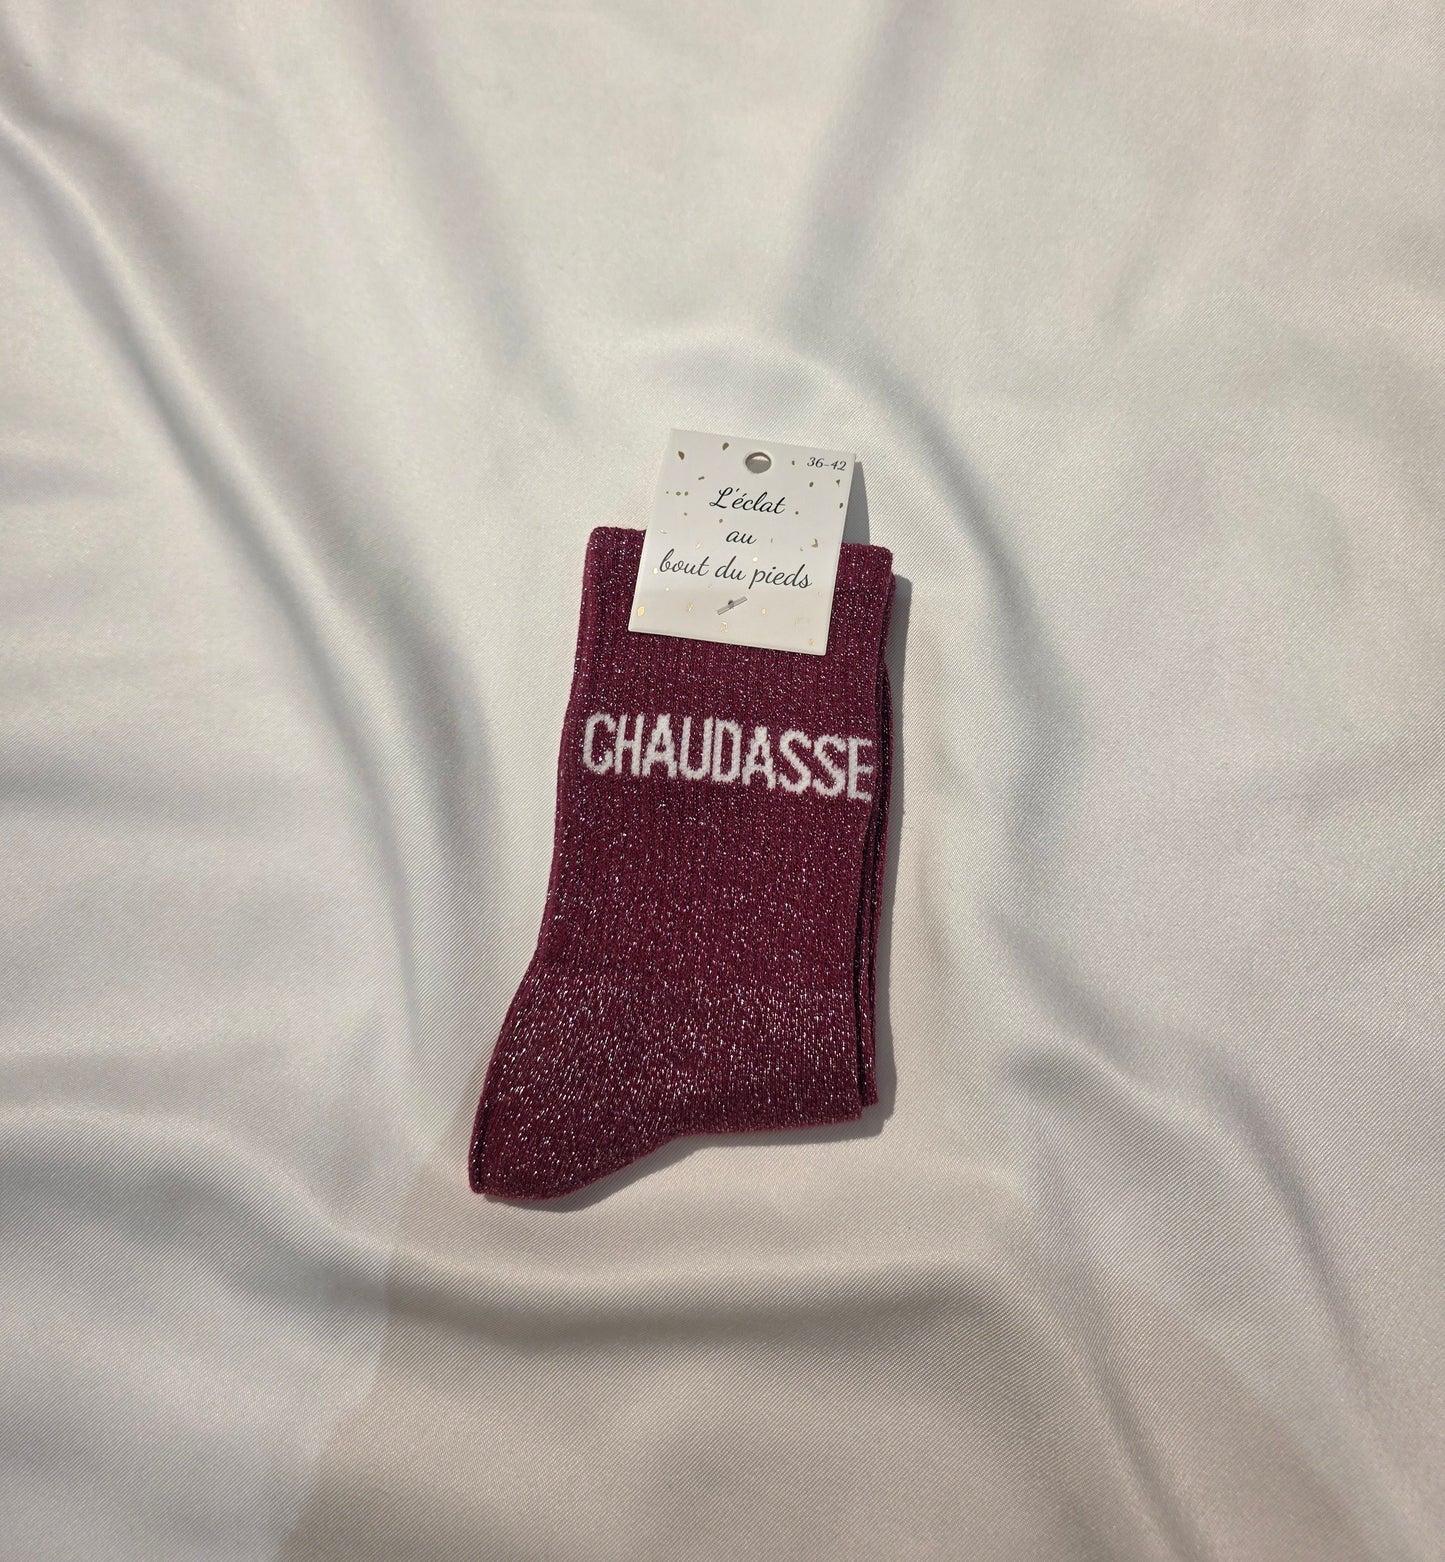 36-42
L'éclat
au
bout du pieds
CHAUDASSE